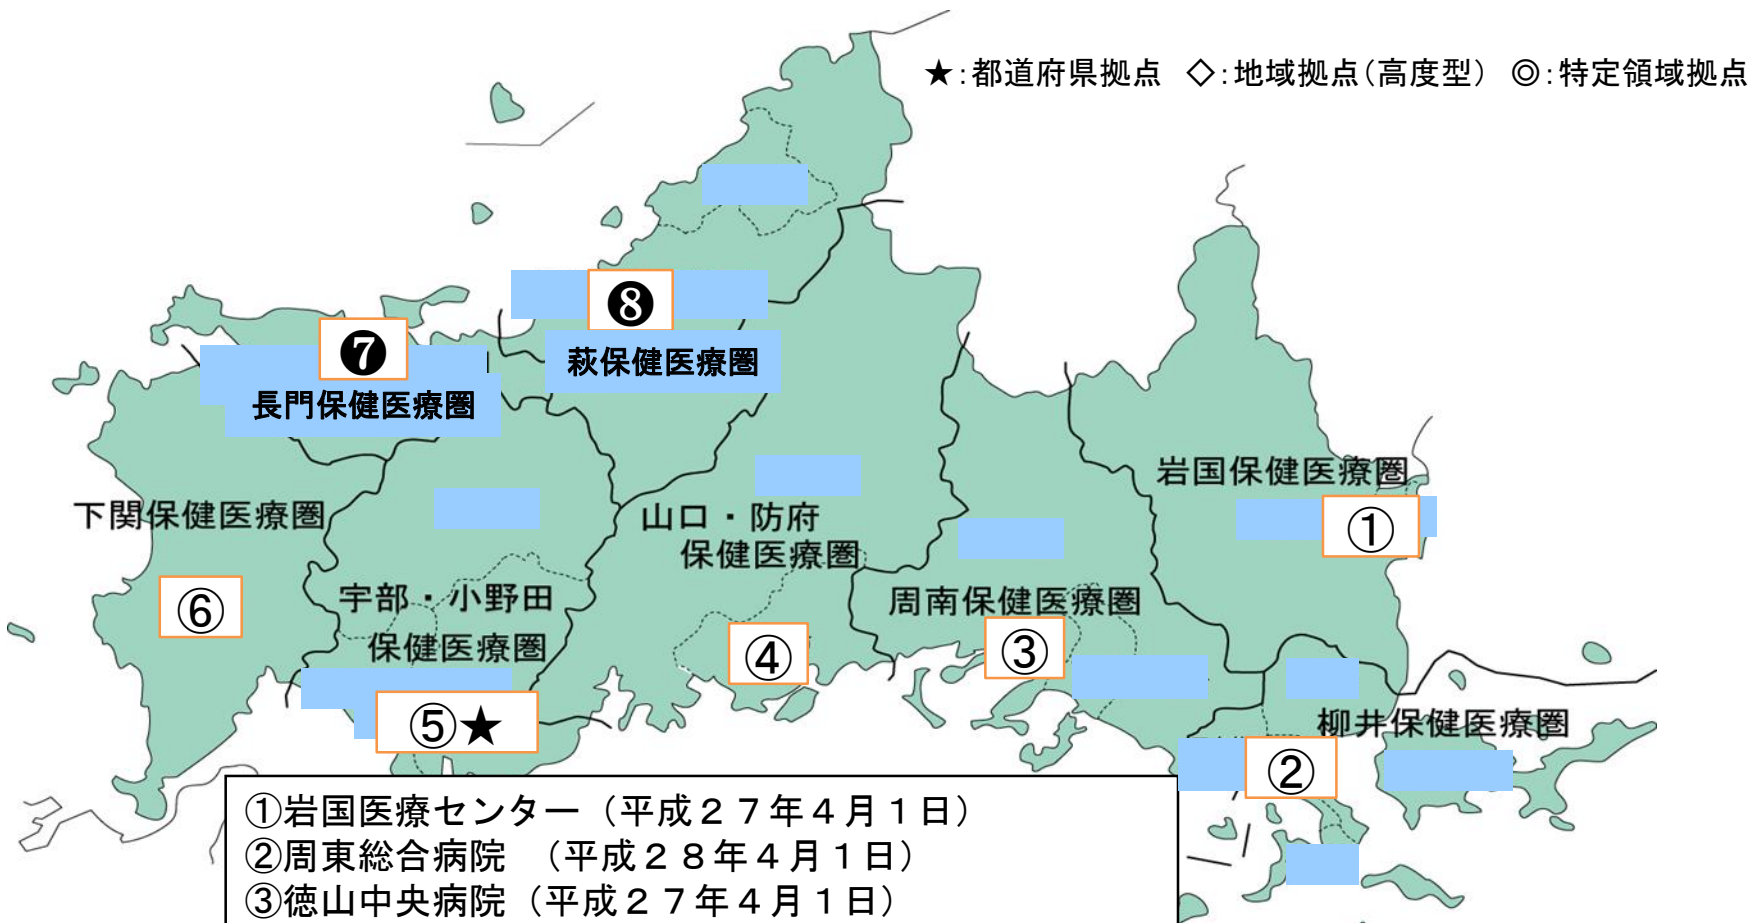 ★：都道府県拠点　◇：地域拠点（高度型）　◎：特定領域拠点
❽
萩保健医療圏
❼
長門保健医療圏
岩国保健医療圏
①
下関保健医療圏
山口・防府
保健医療圏
宇部・小野田
保健医療圏
周南保健医療圏
⑥
④
③
⑤★
柳井保健医療圏
②
①岩国医療センター（平成２７年４月１日）
②周東総合病院　（平成２８年４月１日）
③徳山中央病院（平成２７年４月１日）